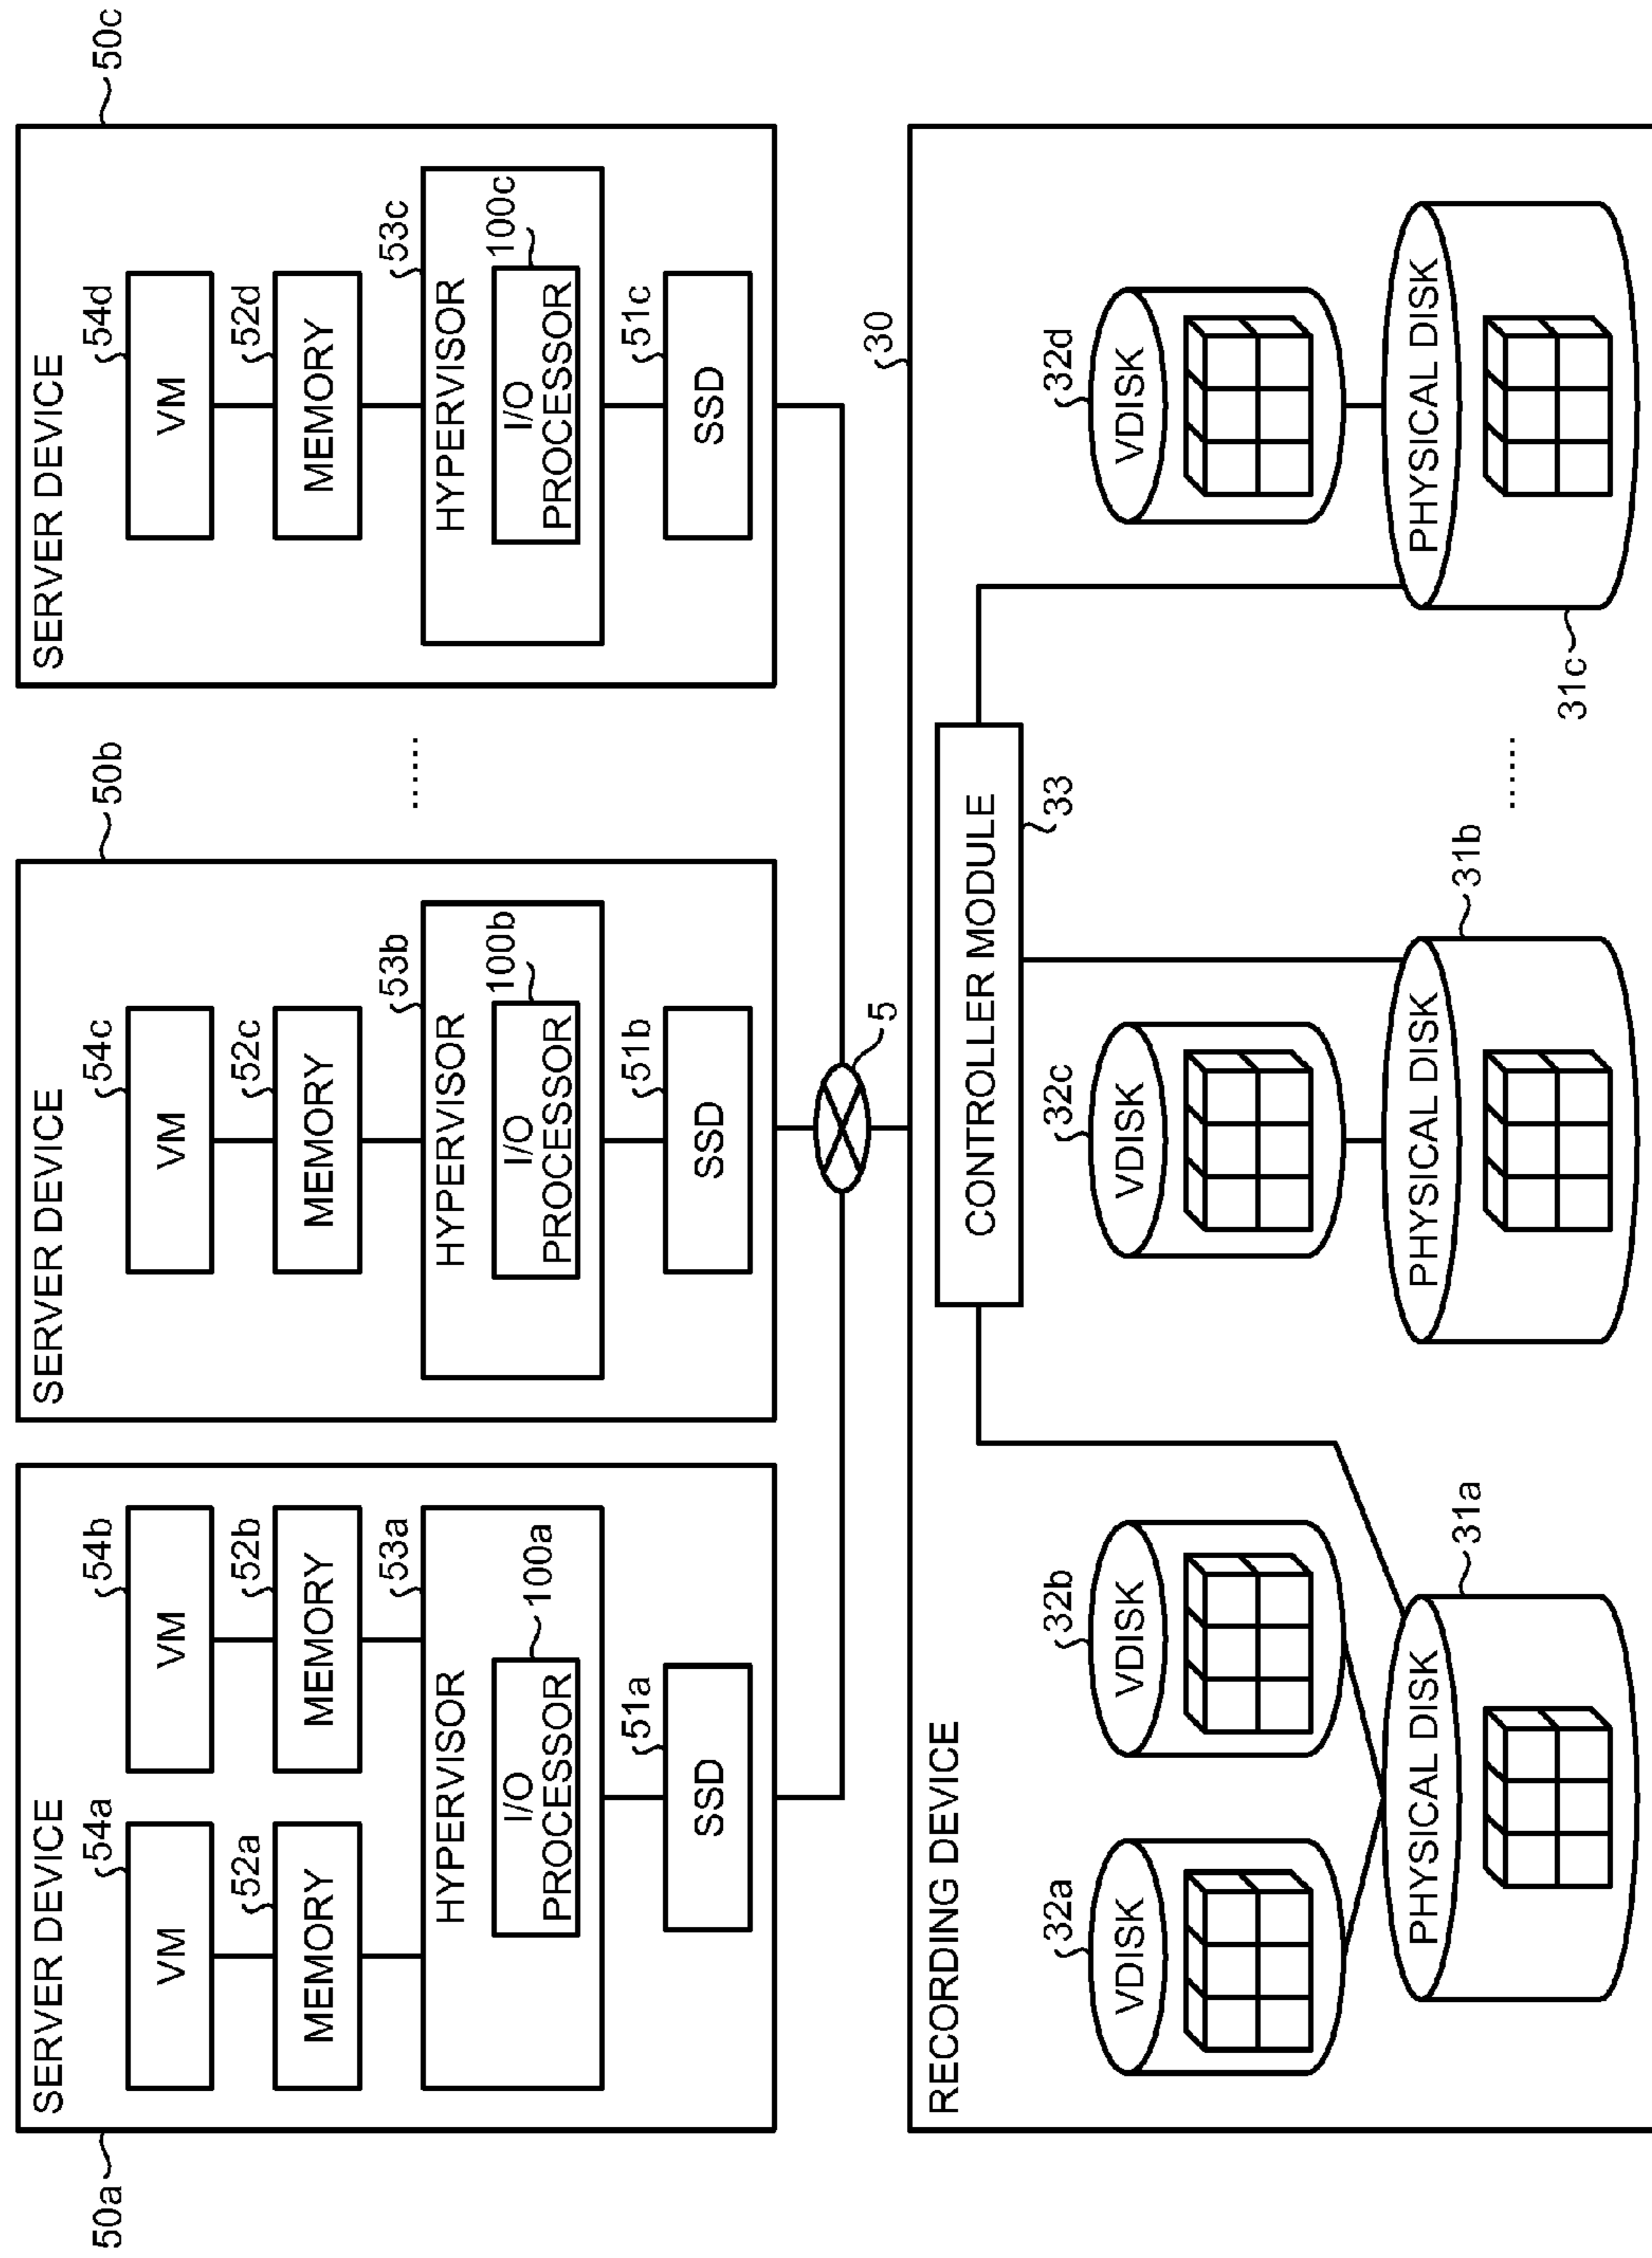 50a
SERVER DEVICE
54a
VM
54b
VM
52a
MEMORY
52b
MEMORY
53a
HYPERVISOR
100a
I/O
PROCESSOR
51a
SSD
50b
SERVER DEVICE
54c
VM
52c
MEMORY
53b
HYPERVISOR
100b
I/O
PROCESSOR
51b
SSD
......
50c
SERVER DEVICE
54d
VM
52d
MEMORY
53c
HYPERVISOR
100c
I/O
PROCESSOR
51c
SSD
5
30
RECORDING DEVICE
CONTROLLER MODULE
33
32a
VDISK
32b
VDISK
32c
VDISK
32d
VDISK
31a
PHYSICAL DISK
31b
PHYSICAL DISK
......
31c
PHYSICAL DISK